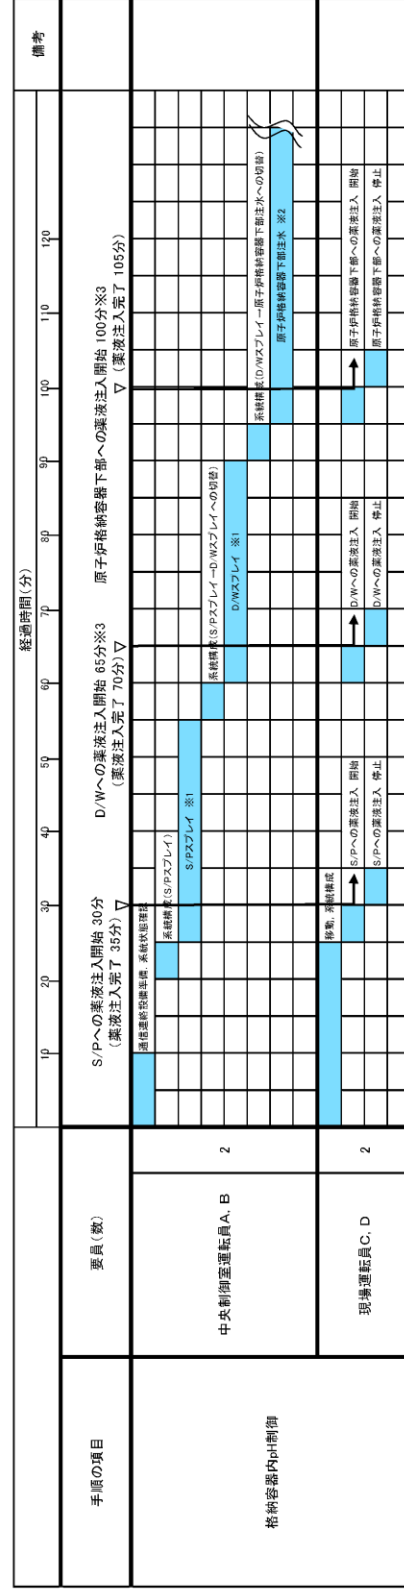 経過時間(分)
備考
10 20 30 40 50 60 70 80 90 100 110 120
手順の項目
要員(数)
S/Pへの薬液注入開始 30分
(薬液注入完了 35分) ▽
D/Wへの薬液注入開始 65分※3
(薬液注入完了 70分) ▽
原子炉格納容器下部への薬液注入開始 100分※3
▽ (薬液注入完了 105分)
格納容器内pH制御
中央制御室運転員A, B
2
通信連絡設備準備, 系統状態確認
系統構成(S/Pスプレイ)
S/Pスプレイ ※1
系統構成(S/Pスプレイ→D/Wスプレイへの切替)
D/Wスプレイ ※1
系統構成(D/Wスプレイ→原子炉格納容器下部注水への切替)
原子炉格納容器下部注水 ※2
現場運転員C, D
2
移動, 系統構成
S/Pへの薬液注入 開始
S/Pへの薬液注入 停止
D/Wへの薬液注入 開始
D/Wへの薬液注入 停止
原子炉格納容器下部への薬液注入 開始
原子炉格納容器下部への薬液注入 停止